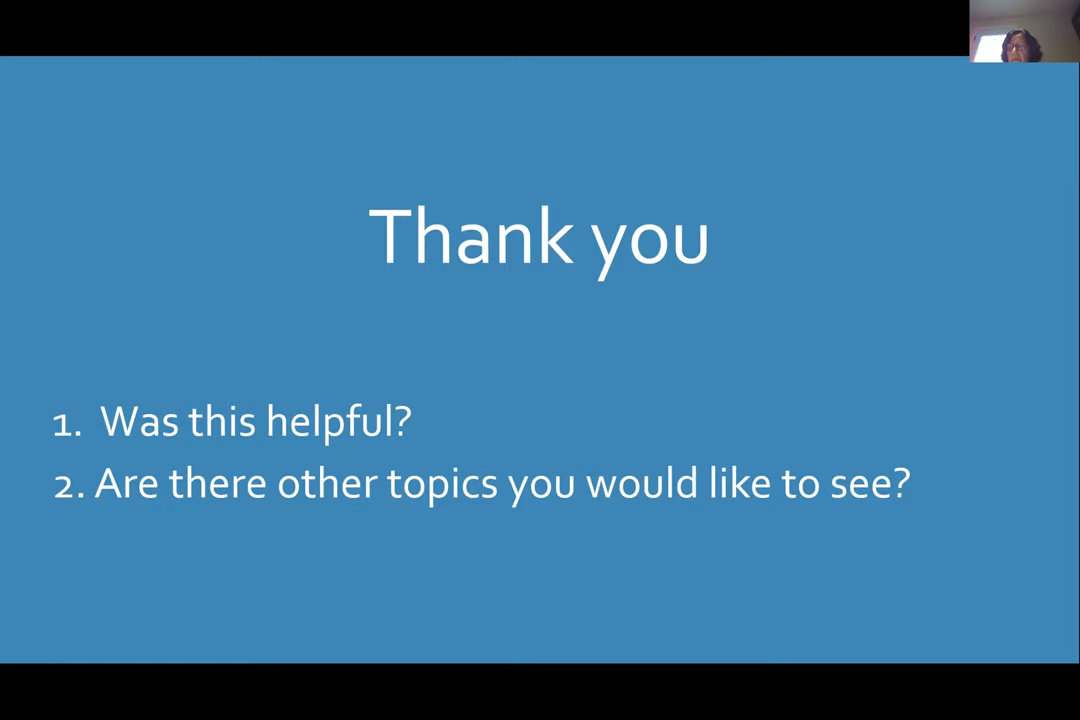 Thank you
1. Was this helpful?
2. Are there other topics you would like to see?